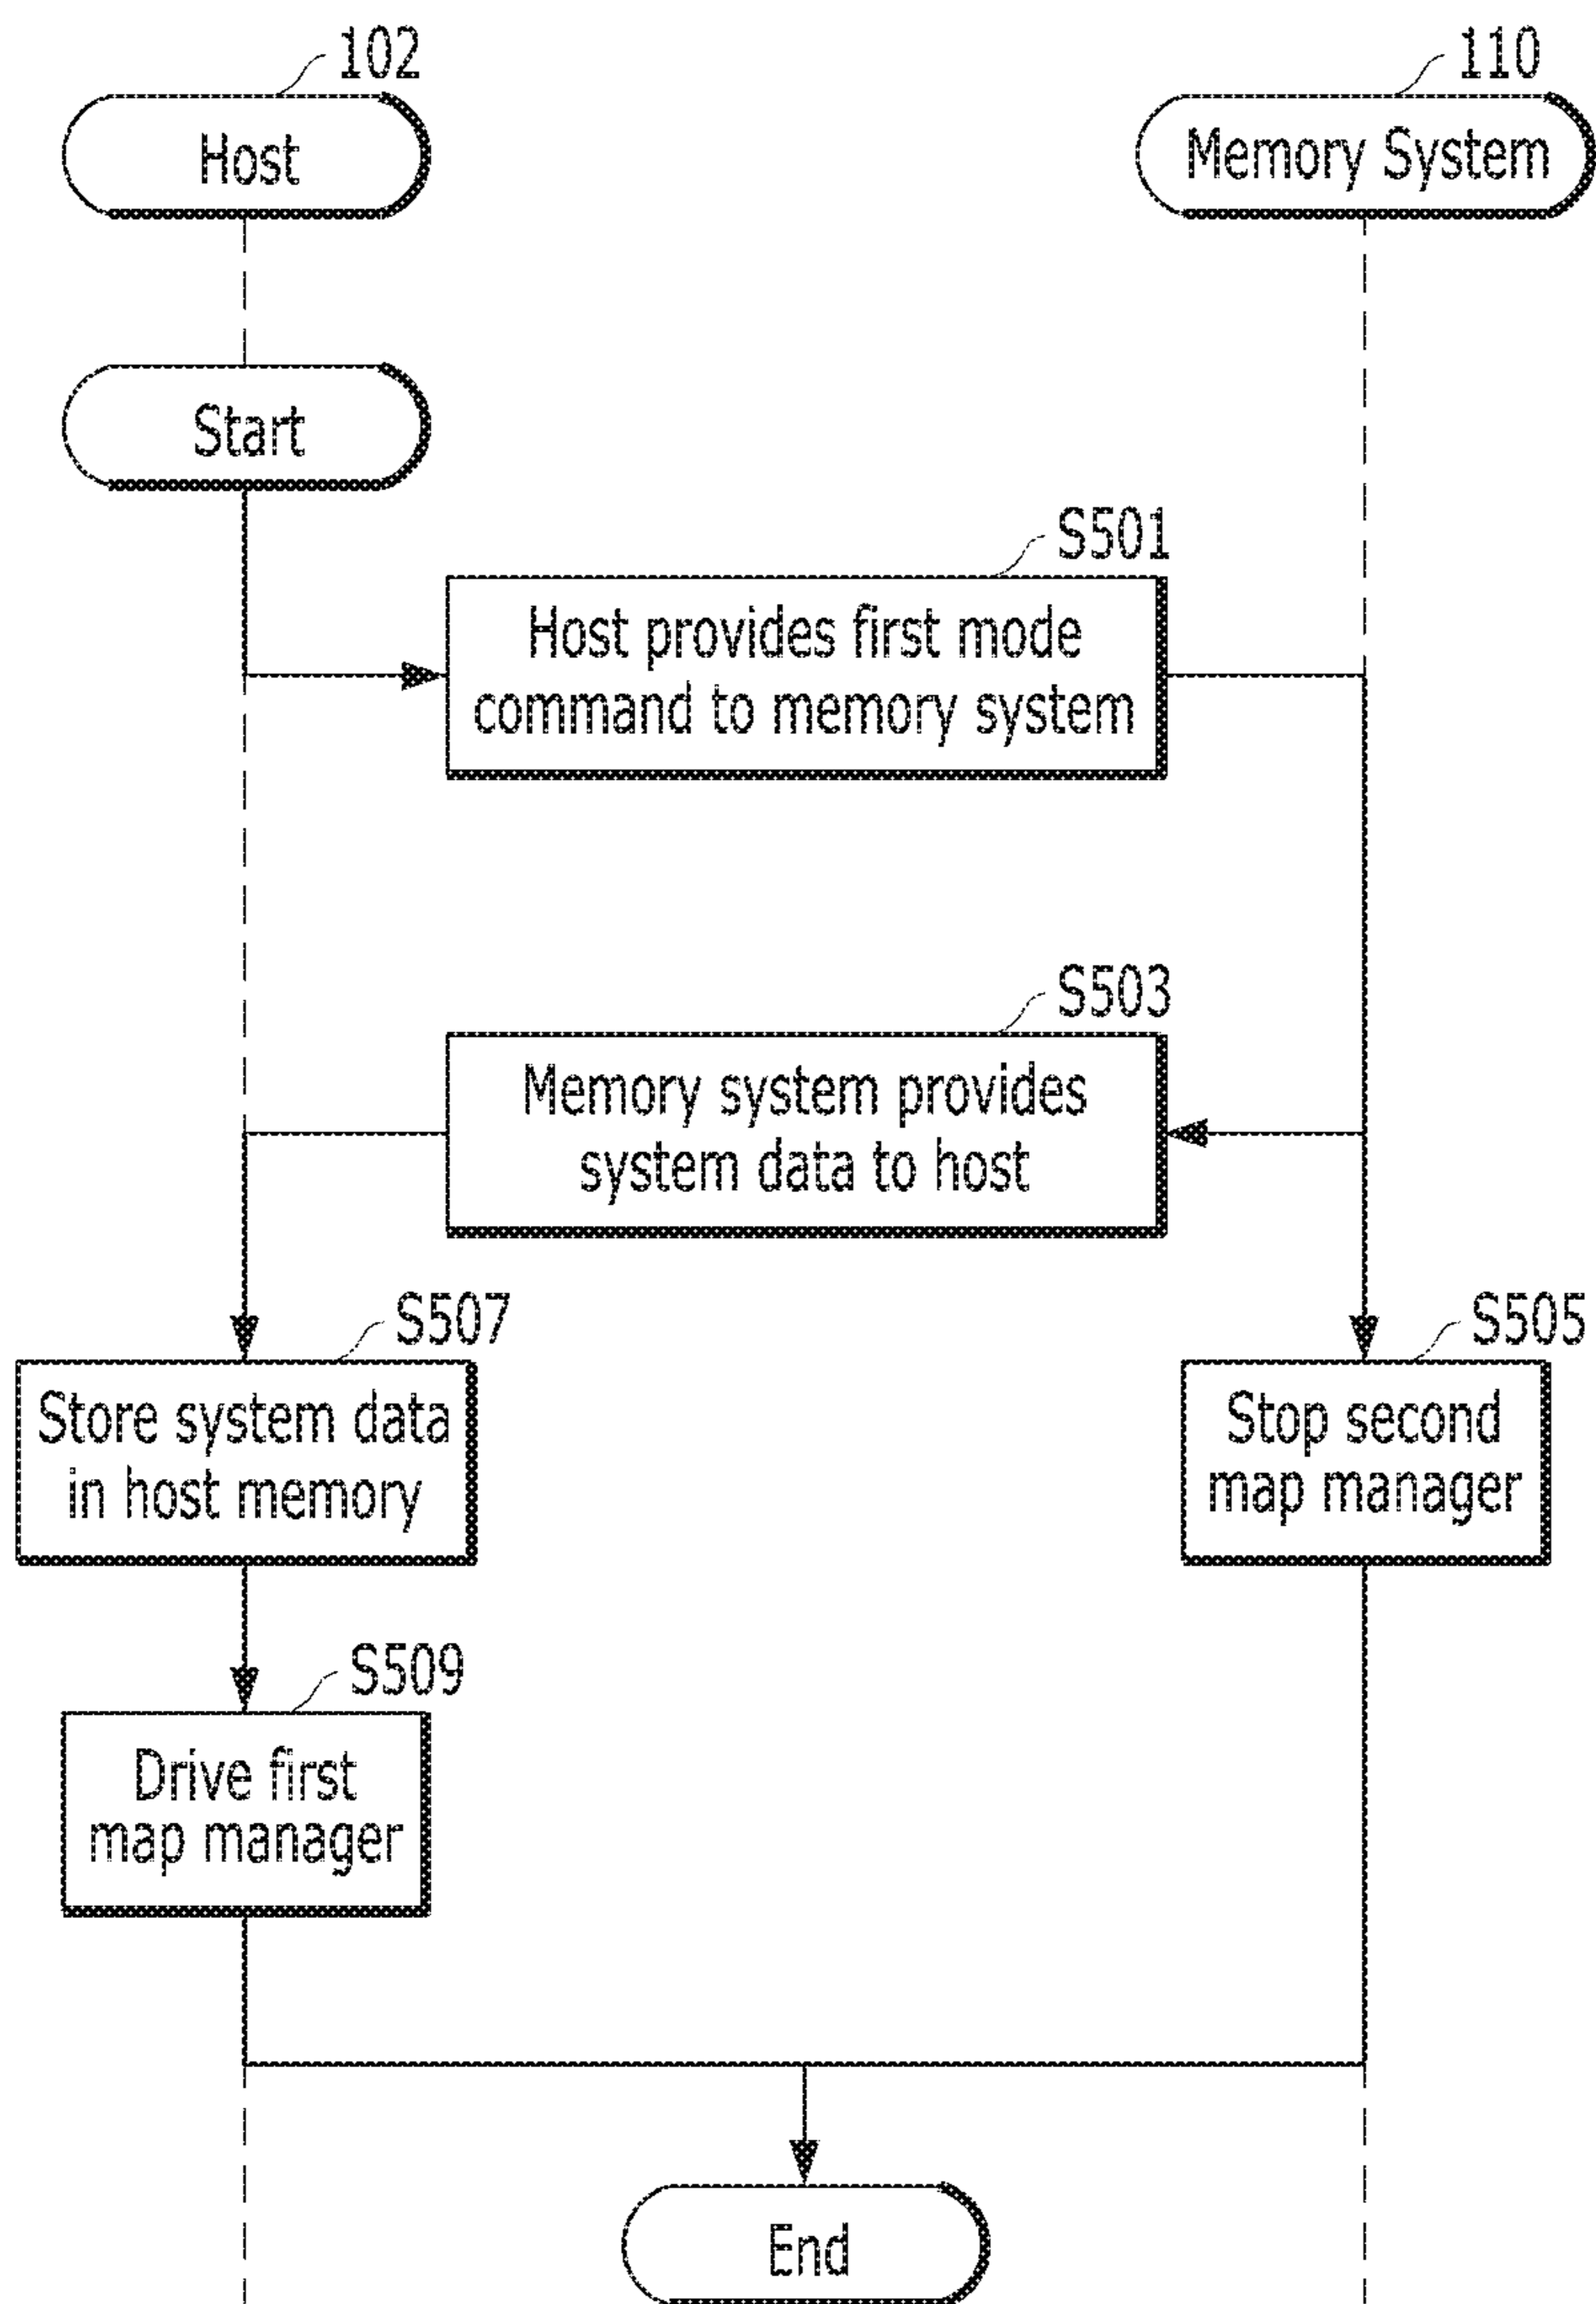 102
110
Host
Memory System
Start
S501
Host provides first mode
command to memory system
S503
Memory system provides
system data to host
S507
S505
Store system data
in host memory
Stop second
map manager
S509
Drive first
map manager
End